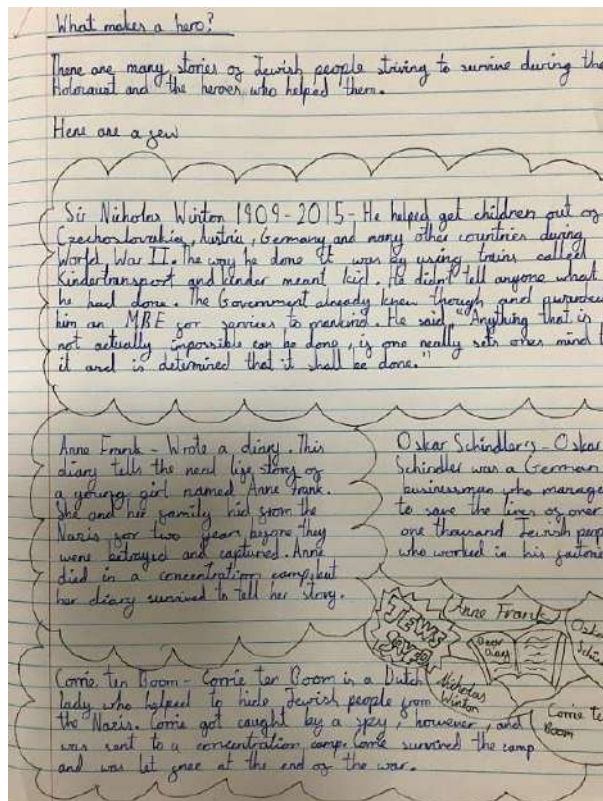 What makes a hero?
There are many stories of Jewish people striving to survive during the
Holocaust and the heroes who helped them.
Here are a few
Sir Nicholas Winton 1909-2015- He helped get children out of
Czechoslovakia, Austria, Germany and many other countries during
World War II. The way he done it was by using trains called
Kindertransport and kinder meant kid. He didn't tell anyone what
he had done. The Government already knew though and awarded
him an MBE for services to mankind. He said, "Anything that is
not actually impossible can be done, if one really sets ones mind t
it and is determined that it shall be done."
Anne Frank - Wrote a diary. This
diary tells the real life story of
a young girl named Anne Frank.
She and her family hid from the
Nazis for two years before they
were betrayed and captured. Anne
died in a concentration camp, but
her diary survived to tell her story.
Oskar Schindler's - Oskar
Schindler was a German
businessman who manage
to save the lives of over
one thousand Jewish peop
who worked in his factorie
JEWS
SAVED
Anne Frank
Dear
Diary
Oskar
Schin
Nicholas
Winton
Corrie te
Boom
Corrie ten Boom - Corrie ten Boom is a Dutch
lady who helped to hide Jewish people from
the Nazis. Corrie got caught by a spy, however, and
was sent to a concentration camp. Corrie survived the camp
and was let free at the end of the war.